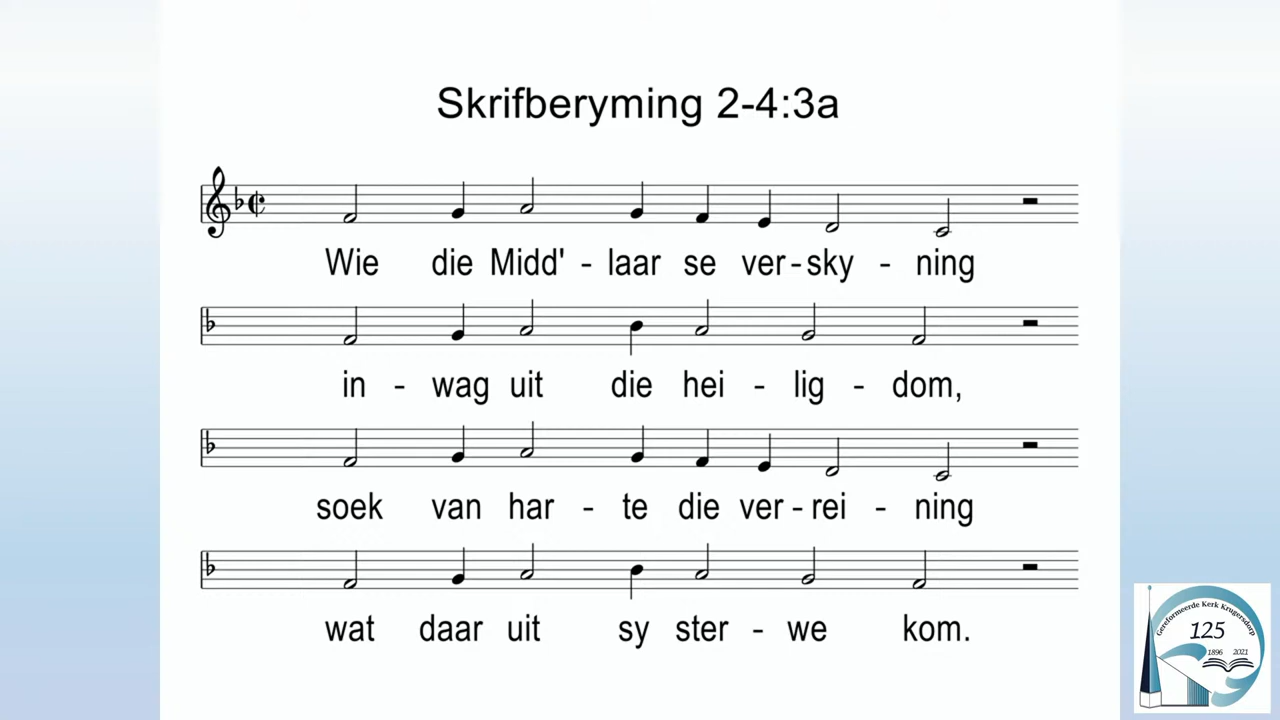 Skrifberyming 2-4:3a
Wie die Midd' - laar se ver - sky - ning
in - wag uit die hei - lig - dom,
soek van har - te die ver - rei - ning
wat daar uit sy ster - we kom.
Gereformeerde Kerk Krugersdorp
125
1896 2021